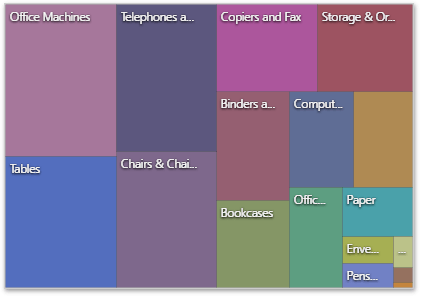 Office Machines
Telephones a...
Copiers and Fax
Storage & Or...
Tables
Chairs & Chai...
Binders a...
Comput...
Bookcases
Offic...
Paper
Enve...
...
Pens...